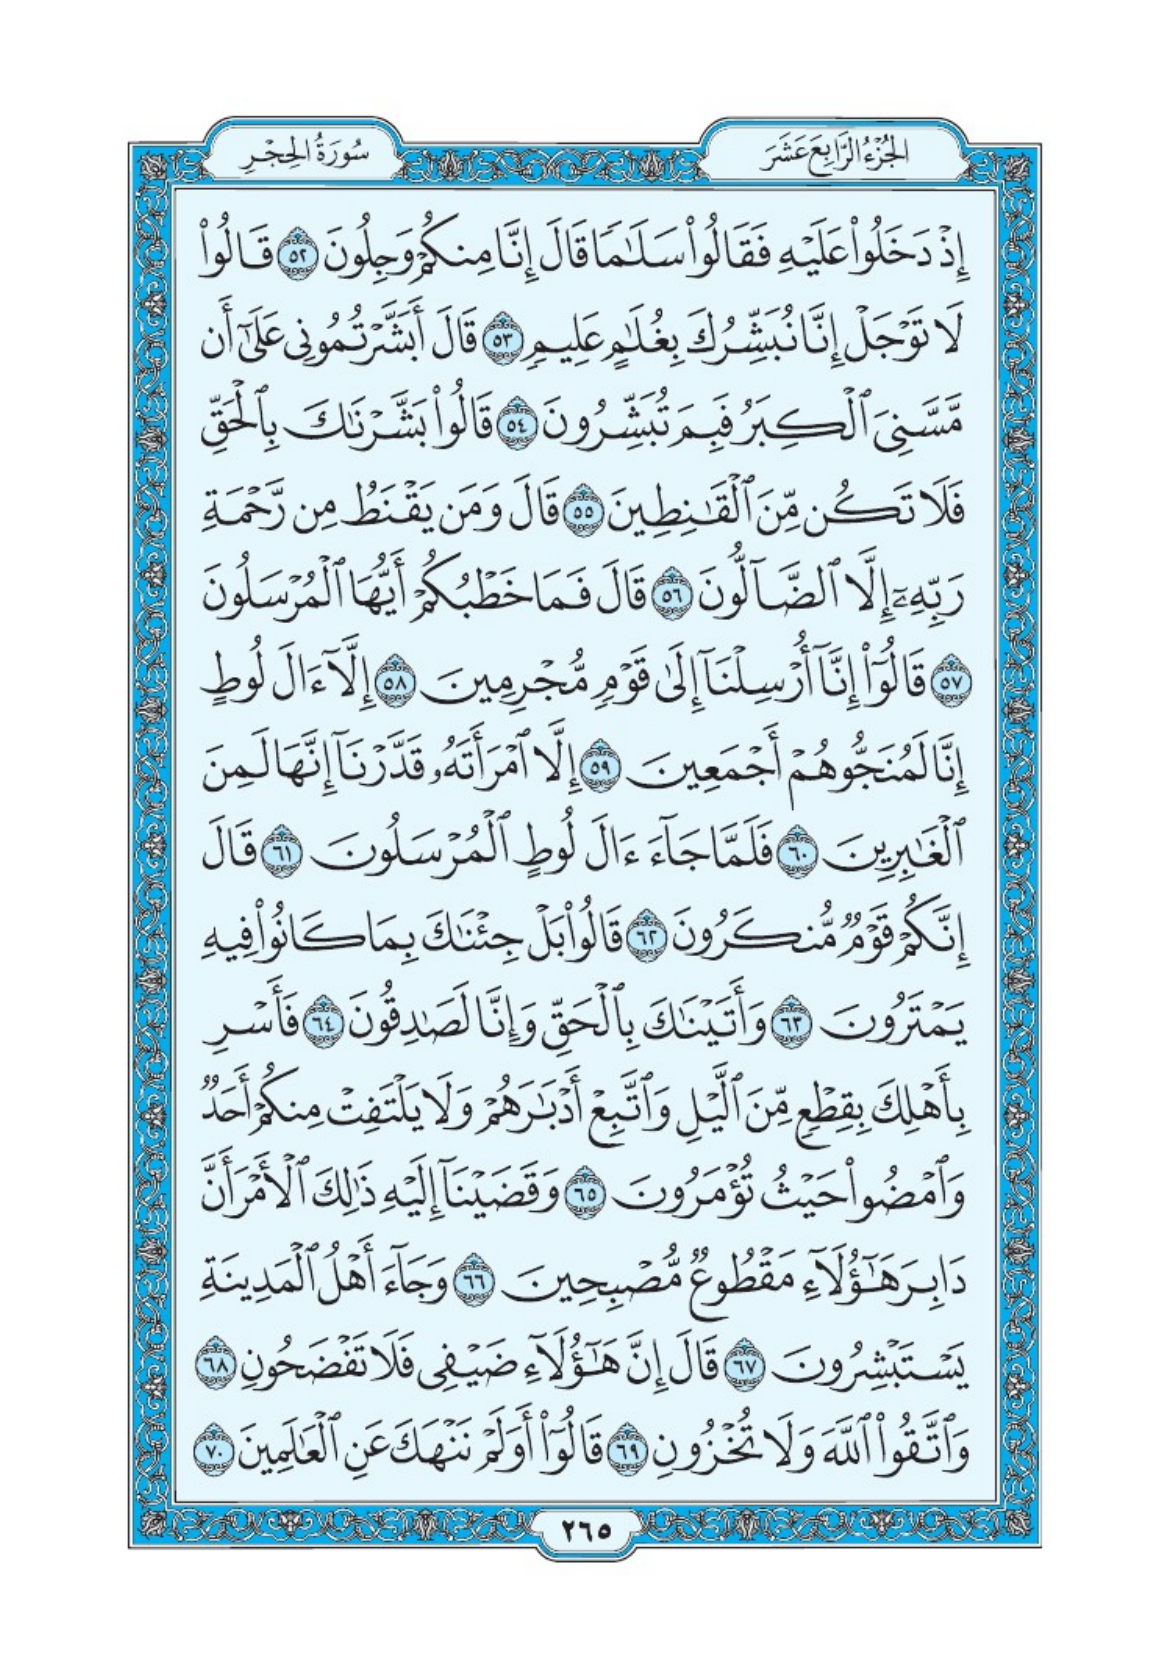 الجُزْءُ الرَّابِعَ عَشَرَ
سُورَةُ الحِجْرِ
إِذْ دَخَلُوا۟ عَلَيْهِ فَقَالُوا۟ سَلَـٰمًا قَالَ إِنَّا مِنكُمْ وَجِلُونَ ٥٢ قَالُوا۟
لَا تَوْجَلْ إِنَّا نُبَشِّرُكَ بِغُلَـٰمٍ عَلِيمٍ ٥٣ قَالَ أَبَشَّرْتُمُونِى عَلَىٰٓ أَن
مَّسَّنِىَ ٱلْكِبَرُ فَبِمَ تُبَشِّرُونَ ٥٤ قَالُوا۟ بَشَّرْنَـٰكَ بِٱلْحَقِّ
فَلَا تَكُن مِّنَ ٱلْقَـٰنِطِينَ ٥٥ قَالَ وَمَن يَقْنَطُ مِن رَّحْمَةِ
رَبِّهِۦٓ إِلَّا ٱلضَّآلُّونَ ٥٦ قَالَ فَمَا خَطْبُكُمْ أَيُّهَا ٱلْمُرْسَلُونَ
٥٧ قَالُوٓا۟ إِنَّآ أُرْسِلْنَآ إِلَىٰ قَوْمٍ مُّجْرِمِينَ ٥٨ إِلَّآ ءَالَ لُوطٍ
إِنَّا لَمُنَجُّوهُمْ أَجْمَعِينَ ٥٩ إِلَّا ٱمْرَأَتَهُۥ قَدَّرْنَآ إِنَّهَا لَمِنَ
ٱلْغَـٰبِرِينَ ٦٠ فَلَمَّا جَآءَ ءَالَ لُوطٍ ٱلْمُرْسَلُونَ ٦١ قَالَ
إِنَّكُمْ قَوْمٌ مُّنكَرُونَ ٦٢ قَالُوا۟ بَلْ جِئْنَـٰكَ بِمَا كَانُوا۟ فِيهِ
يَمْتَرُونَ ٦٣ وَأَتَيْنَـٰكَ بِٱلْحَقِّ وَإِنَّا لَصَـٰدِقُونَ ٦٤ فَأَسْرِ
بِأَهْلِكَ بِقِطْعٍ مِّنَ ٱلَّيْلِ وَٱتَّبِعْ أَدْبَـٰرَهُمْ وَلَا يَلْتَفِتْ مِنكُمْ أَحَدٌ
وَٱمْضُوا۟ حَيْثُ تُؤْمَرُونَ ٦٥ وَقَضَيْنَآ إِلَيْهِ ذَٰلِكَ ٱلْأَمْرَ أَنَّ
دَابِرَ هَـٰٓؤُلَآءِ مَقْطُوعٌ مُّصْبِحِينَ ٦٦ وَجَآءَ أَهْلُ ٱلْمَدِينَةِ
يَسْتَبْشِرُونَ ٦٧ قَالَ إِنَّ هَـٰٓؤُلَآءِ ضَيْفِى فَلَا تَفْضَحُونِ ٦٨
وَٱتَّقُوا۟ ٱللَّهَ وَلَا تُخْزُونِ ٦٩ قَالُوٓا۟ أَوَلَمْ نَنْهَكَ عَنِ ٱلْعَـٰلَمِينَ ٧٠
٢٦٥